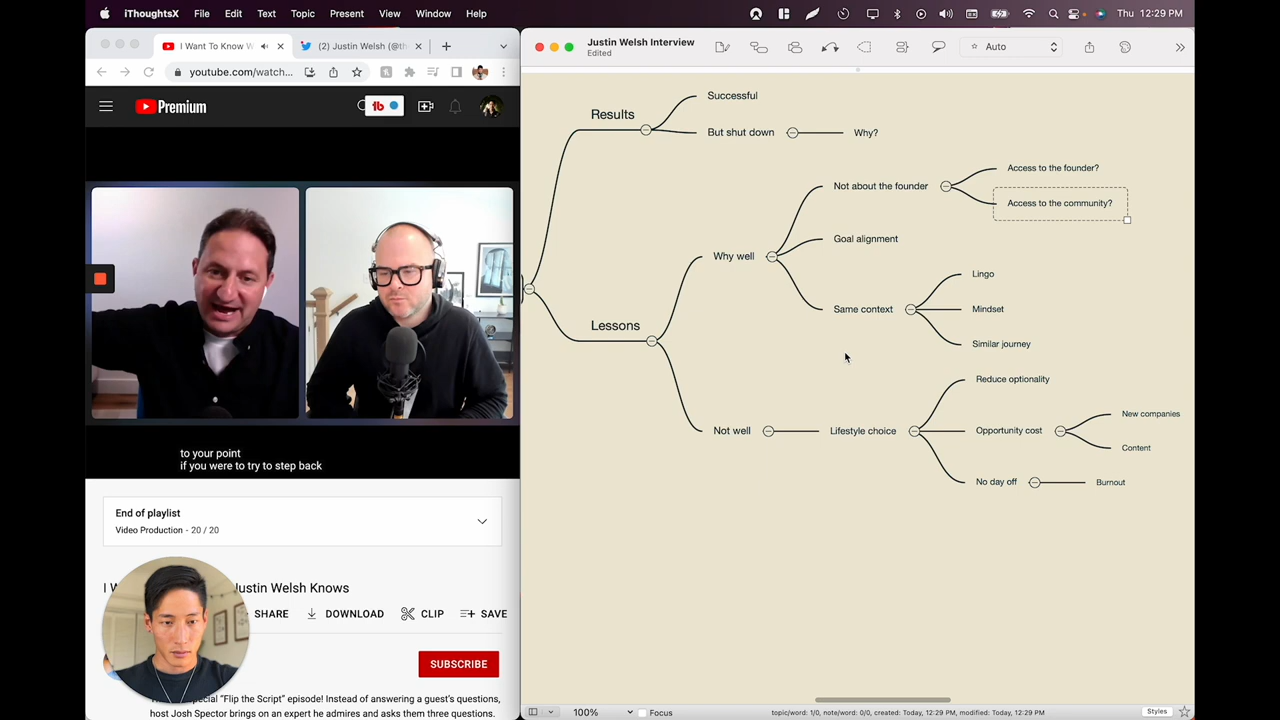 iThoughtsX File Edit Text Topic Present View Window Help
Thu 12:29 PM
I Want To Know W
(2) Justin Welsh (@th
youtube.com/watch...
Premium
to your point
if you were to try to step back
End of playlist
Video Production - 20 / 20
Justin Welsh Knows
SHARE DOWNLOAD CLIP SAVE
SUBSCRIBE
special "Flip the Script" episode! Instead of answering a guest's questions,
host Josh Spector brings on an expert he admires and asks them three questions.
Justin Welsh Interview
Edited
Auto
Results
Successful
But shut down
Why?
Lessons
Why well
Not about the founder
Access to the founder?
Access to the community?
Goal alignment
Same context
Lingo
Mindset
Similar journey
Not well
Lifestyle choice
Reduce optionality
Opportunity cost
New companies
Content
No day off
Burnout
100%
Focus
topic/word: 1/0, note/word: 0/0, created: Today, 12:29 PM, modified: Today, 12:29 PM
Styles